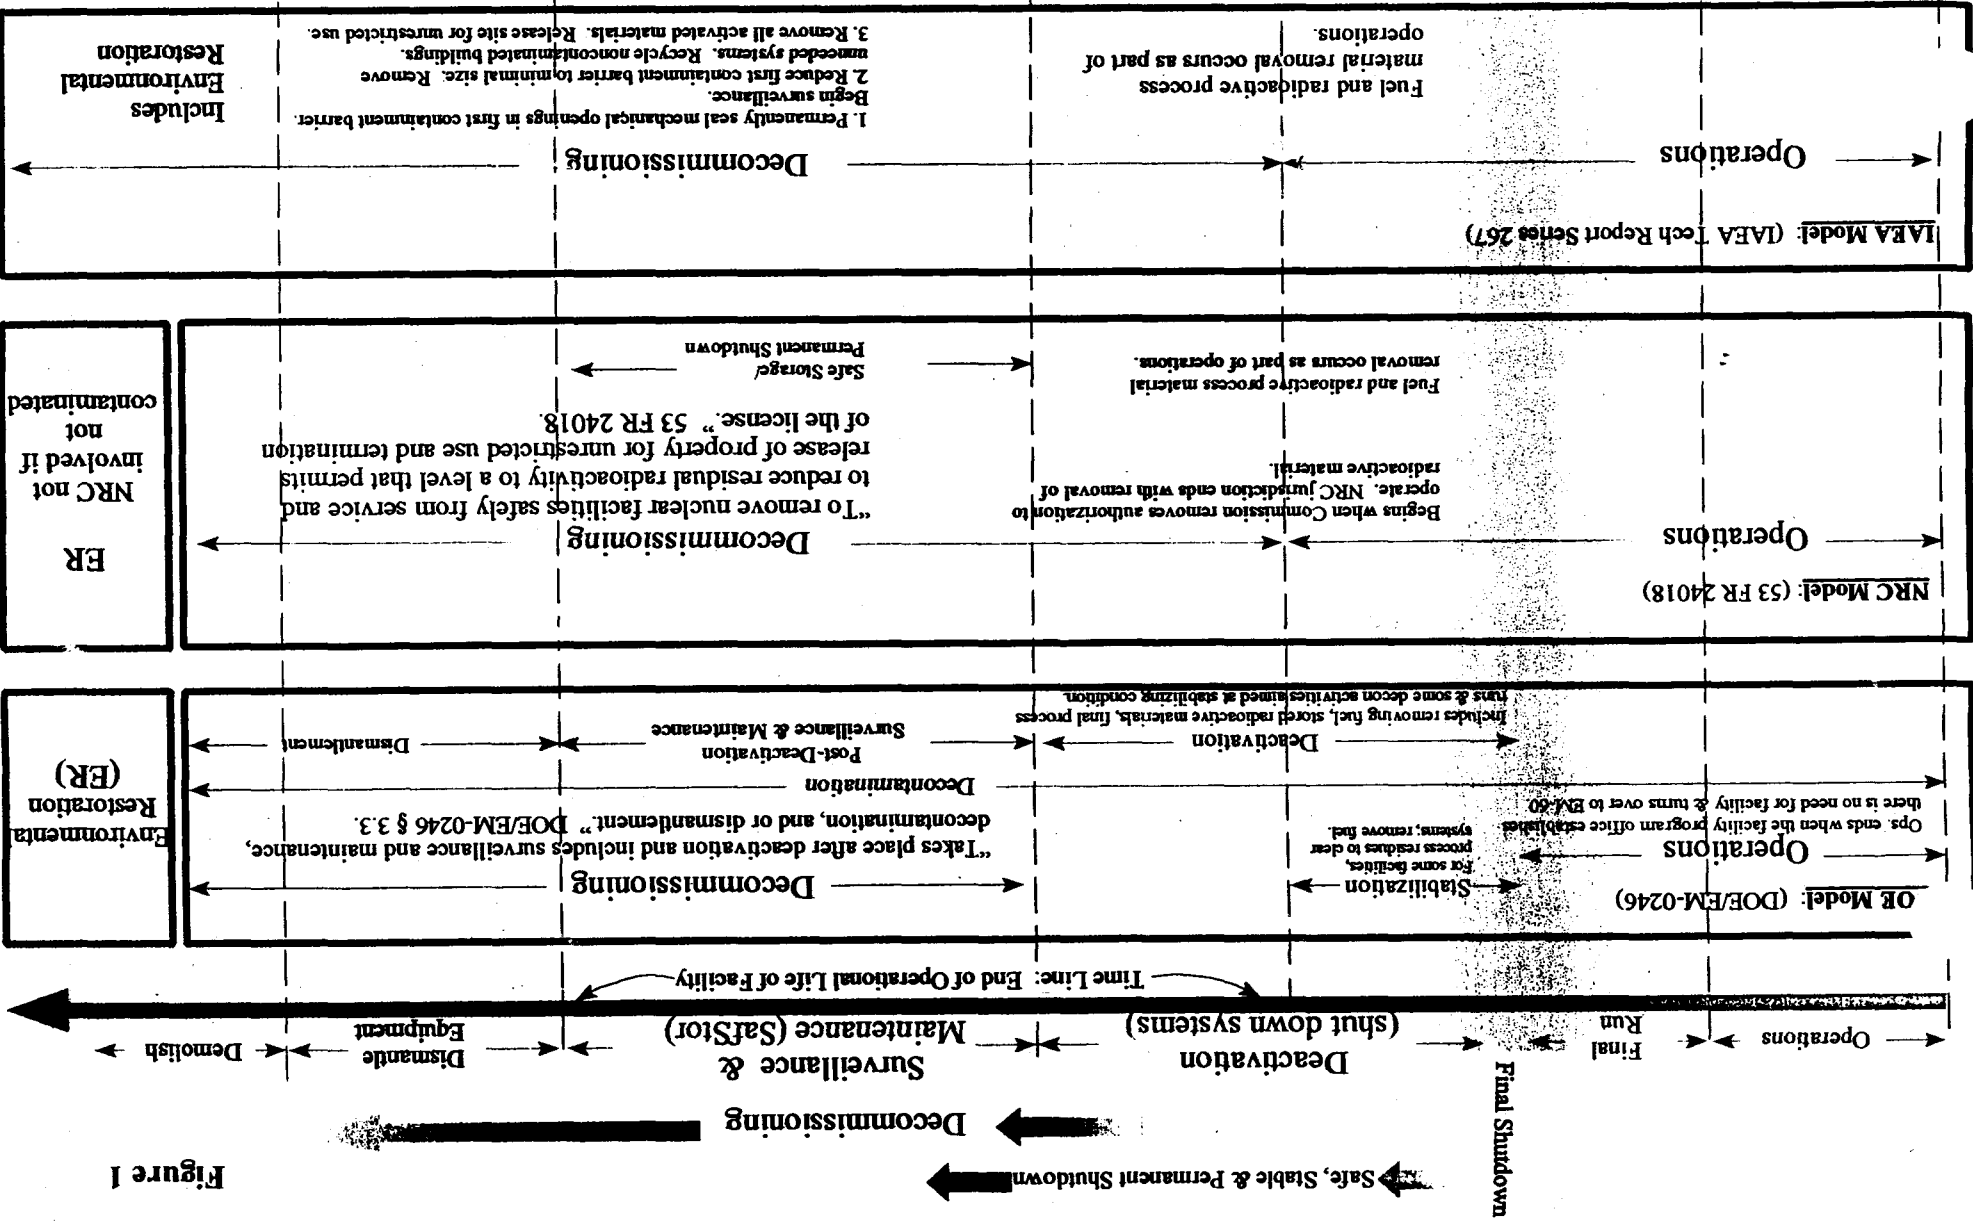 Figure 1
Safe, Stable & Permanent Shutdown
Decommissioning
Final Shutdown
Operations
Final
Run
Deactivation
(shut down systems)
Surveillance &
Maintenance (SafStor)
Dismantle
Equipment
Demolish
Time Line: End of Operational Life of Facility
OE Model: (DOE/EM-0246)
Operations
Ops. ends when the facility program office establishes
there is no need for facility & turns over to EM-60
Stabilization
For some facilities,
process residues to clear
systems; remove fuel.
Decommissioning
"Takes place after deactivation and includes surveillance and maintenance,
decontamination, and or dismantlement." DOE/EM-0246 § 3.3.
Decontamination
Deactivation
Includes removing fuel, stored radioactive materials, final process
runs & some decon activities aimed at stabilizing condition.
Post-Deactivation
Surveillance & Maintenance
Dismantlement
Environmenta
Restoration
(ER)
NRC Model: (53 FR 24018)
Operations
Decommissioning
Begins when Commission removes authorization to
operate. NRC jurisdiction ends with removal of
radioactive material.
"To remove nuclear facilities safely from service and
to reduce residual radioactivity to a level that permits
release of property for unrestricted use and termination
of the license." 53 FR 24018.
Fuel and radioactive process material
removal occurs as part of operations.
Safe Storage/
Permanent Shutdown
ER
NRC not
involved if
not
contaminated
IAEA Model: (IAEA Tech Report Series 267)
Operations
Decommissioning
Fuel and radioactive process
material removal occurs as part of
operations.
1. Permanently seal mechanical openings in first containment barrier.
Begin surveillance.
2. Reduce first containment barrier to minimal size. Remove
unneeded systems. Recycle noncontaminated buildings.
3. Remove all activated materials. Release site for unrestricted use.
Includes
Environmental
Restoration